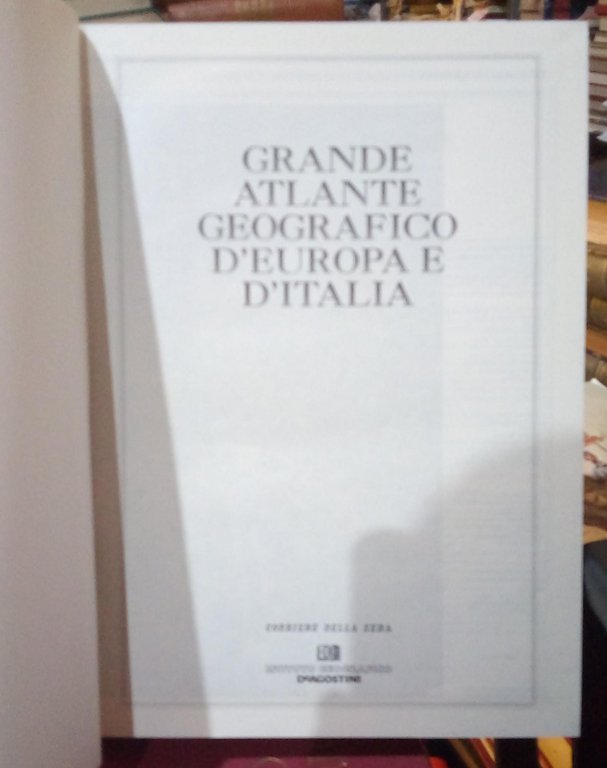 GRANDE
ATLANTE
GEOGRAFICO
D'EUROPA E
D'ITALIA
CORRIERE DELLA SERA
ISTITUTO GEOGRAFICO
DEAGOSTINI